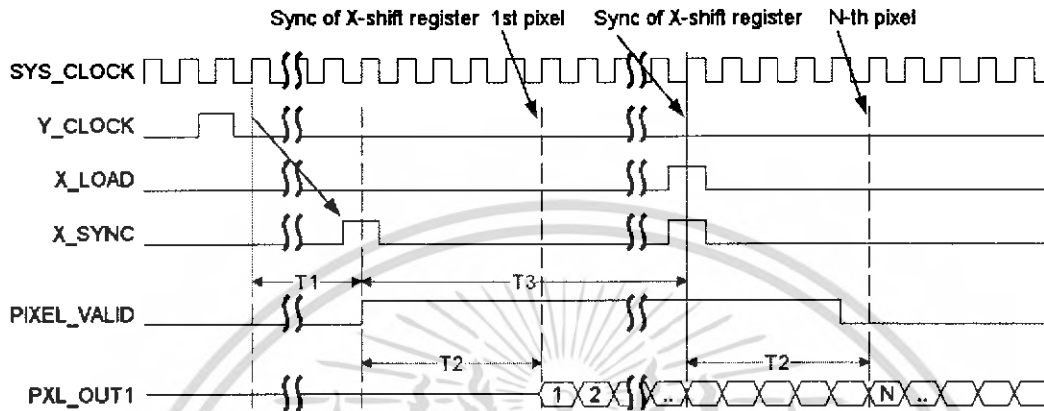 Sync of X-shift register 1st pixel Sync of X-shift register N-th pixel
SYS_CLOCK
Y_CLOCK
X_LOAD
X_SYNC
T1 T3
PIXEL_VALID
T2 T2
PXL_OUT1 1 2 .. N ..